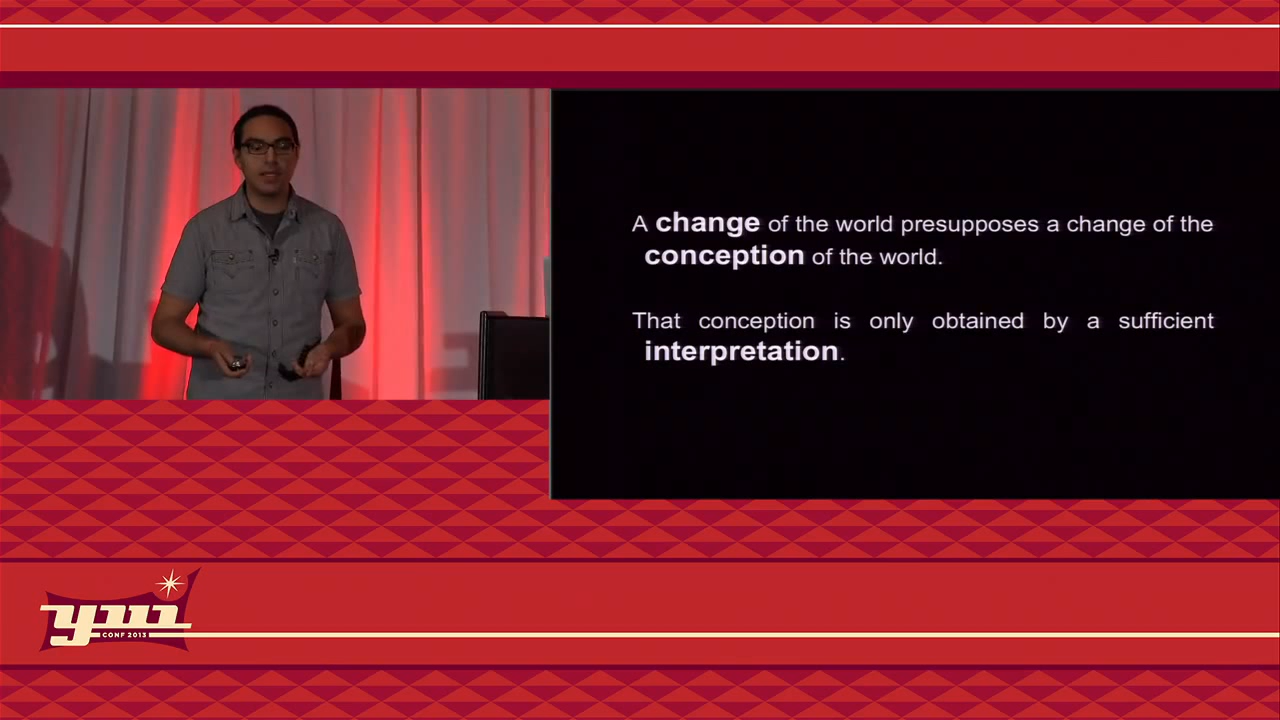 A change of the world presupposes a change of the
conception of the world.
That conception is only obtained by a sufficient
interpretation.
yui
CONF 2013